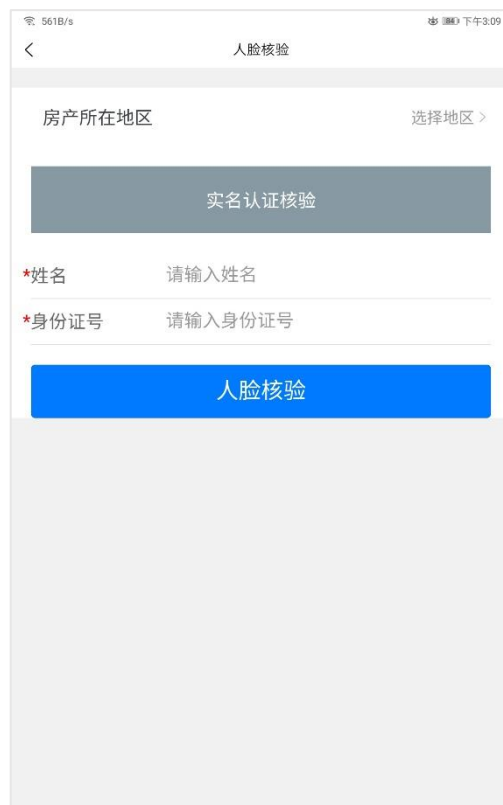 561B/s 下午3:09
人脸核验
房产所在地区 选择地区
实名认证核验
*姓名 请输入姓名
*身份证号 请输入身份证号
人脸核验